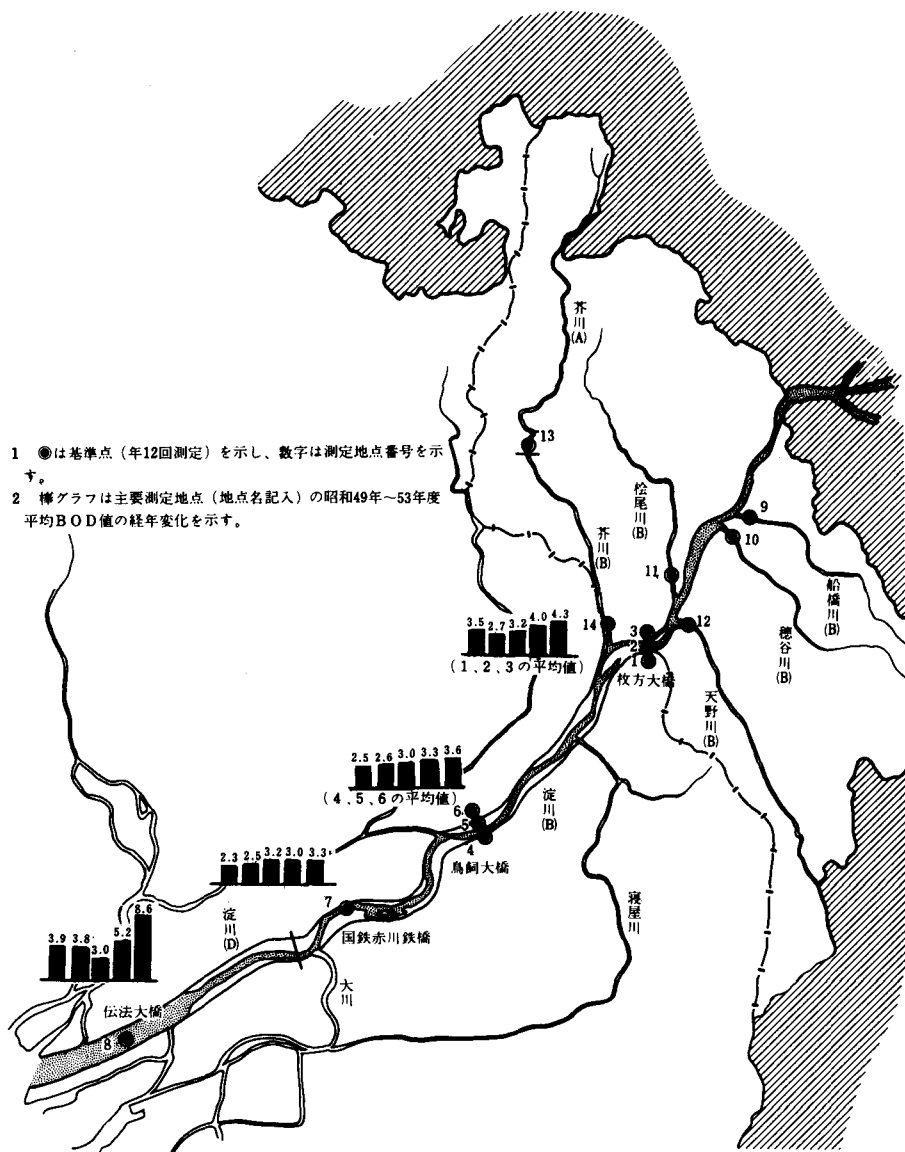 芥川
(A)
13
1 ◉は基準点（年12回測定）を示し、数字は測定地点番号を示
す。
2 棒グラフは主要測定地点（地点名記入）の昭和49年～53年度
平均BOD値の経年変化を示す。
桧尾川
(B)
9
10
芥川
(B)
11
船橋川
(B)
穂谷川
(B)
3.5 2.7 3.2 4.0 4.3
(1、2、3の平均値)
14
3
2
1
12
枚方大橋
天野川
(B)
2.5 2.6 3.0 3.3 3.6
(4、5、6の平均値)
6
5
4
淀川
(B)
鳥飼大橋
2.3 2.5 3.2 3.0 3.3
7
国鉄赤川鉄橋
寝屋川
淀川
(D)
3.9 3.8 3.0 5.2 8.6
大川
伝法大橋
8